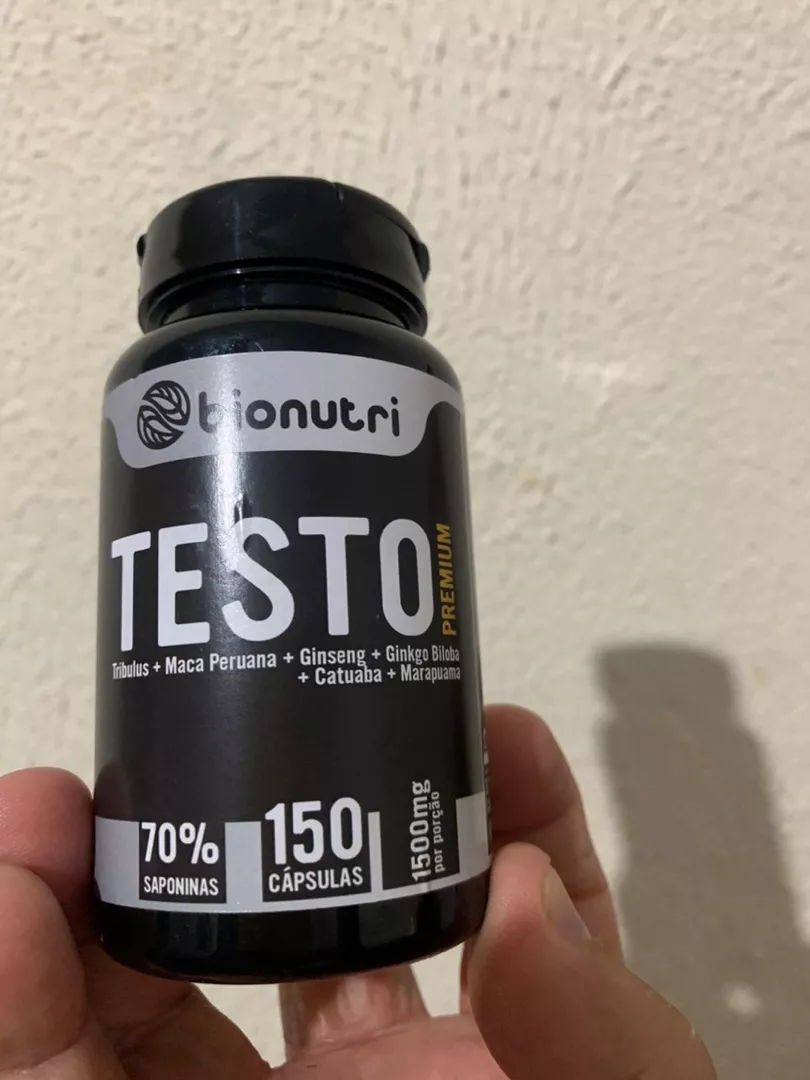 bionutri
TESTO
PREMIUM
Tribulus + Maca Peruana + Ginseng + Ginkgo Biloba
+ Catuaba + Marapuama
70%
SAPONINAS
150
CÁPSULAS
1500mg
por porção